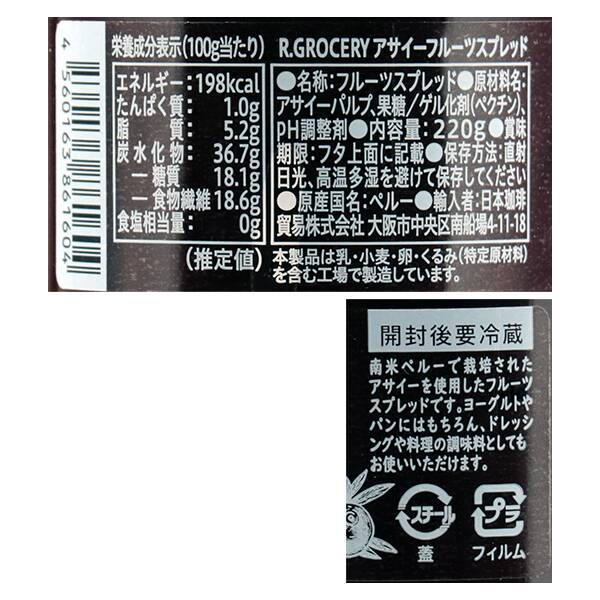 4 560163 861604
栄養成分表示(100g当たり)
エネルギー:198kcal
たんぱく質: 1.0g
脂質: 5.2g
炭水化物: 36.7g
ー糖質: 18.1g
ー食物繊維 18.6g
食塩相当量: 0g
(推定値)
R.GROCERY アサイーフルーツスプレッド
●名称:フルーツスプレッド●原材料名:
アサイーパルプ、果糖/ゲル化剤(ペクチン)、
pH調整剤●内容量:220g●賞味
期限:フタ上面に記載●保存方法:直射
日光、高温多湿を避けて保存してください
●原産国名:ペルー●輸入者:日本珈琲
貿易株式会社 大阪市中央区南船場4-11-18
本製品は乳・小麦・卵・くるみ(特定原材料)
を含む工場で製造しています。
開封後要冷蔵
南米ペルーで栽培された
アサイーを使用したフルーツ
スプレッドです。ヨーグルトや
パンにはもちろん、ドレッシ
ングや料理の調味料としても
お使いいただけます。
スチール
プラ
蓋
フィルム